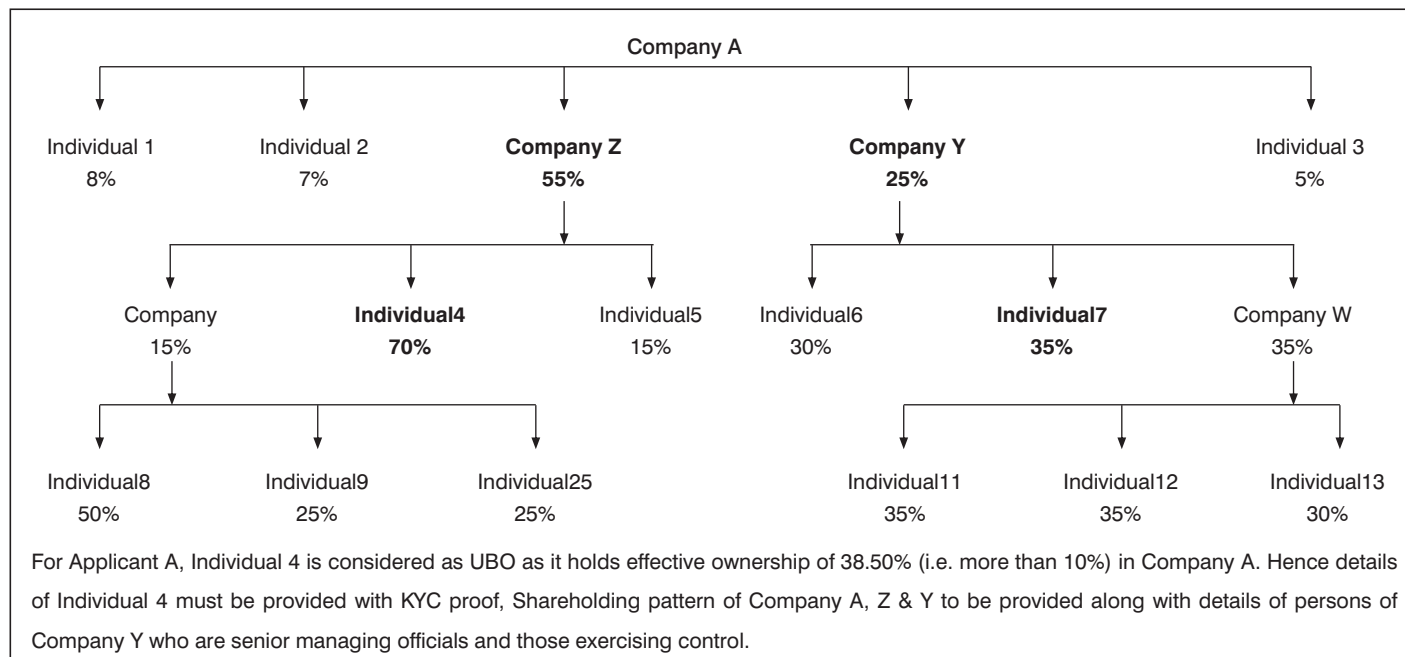 Company A
Individual 1 Individual 2 Company Z Company Y Individual 3
8% 7% 55% 25% 5%
Company Individual4 Individual5 Individual6 Individual7 Company W
15% 70% 15% 30% 35% 35%
Individual8 Individual9 Individual25 Individual11 Individual12 Individual13
50% 25% 25% 35% 35% 30%
For Applicant A, Individual 4 is considered as UBO as it holds effective ownership of 38.50% (i.e. more than 10%) in Company A. Hence details
of Individual 4 must be provided with KYC proof, Shareholding pattern of Company A, Z & Y to be provided along with details of persons of
Company Y who are senior managing officials and those exercising control.